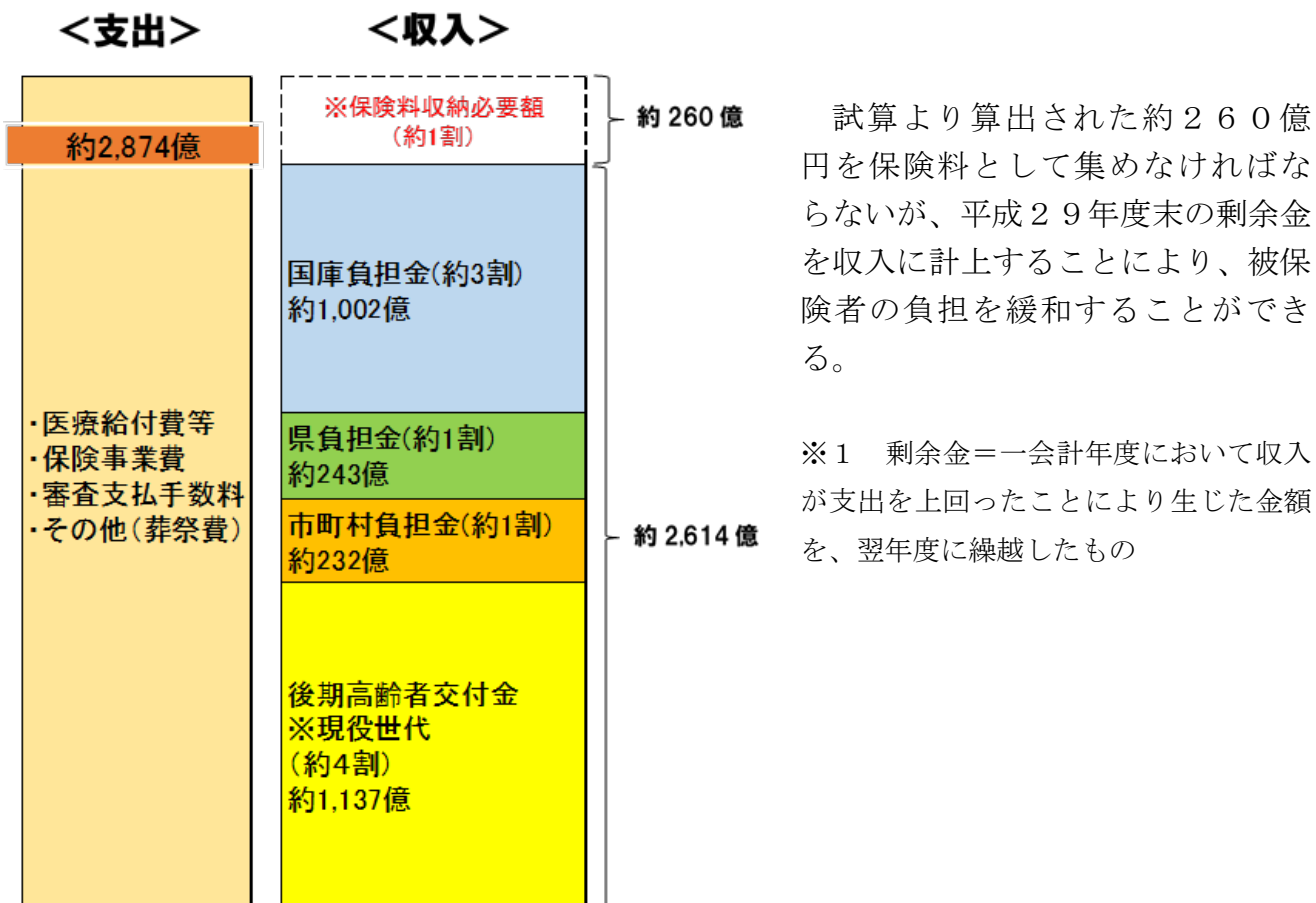 ＜支出＞
＜収入＞
約2,874億
・医療給付費等
・保険事業費
・審査支払手数料
・その他（葬祭費）
※保険料収納必要額
（約1割）
約 260 億
国庫負担金(約3割)
約1,002億
県負担金(約1割)
約243億
市町村負担金(約1割)
約232億
約 2,614 億
後期高齢者交付金
※現役世代
（約4割）
約1,137億
試算より算出された約２６０億
円を保険料として集めなければな
らないが、平成２９年度末の剰余金
を収入に計上することにより、被保
険者の負担を緩和することができ
る。
※１　剰余金＝一会計年度において収入
が支出を上回ったことにより生じた金額
を、翌年度に繰越したもの